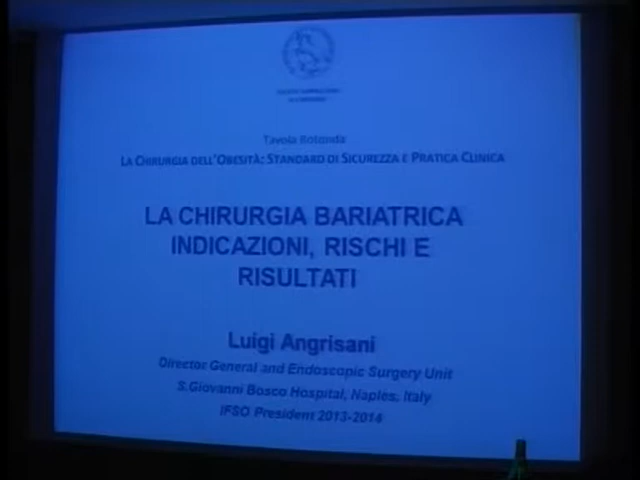 Tavola Rotonda
LA CHIRURGIA DELL'OBESITÀ: STANDARD DI SICUREZZA E PRATICA CLINICA
LA CHIRURGIA BARIATRICA
INDICAZIONI, RISCHI E
RISULTATI
Luigi Angrisani
Director General and Endoscopic Surgery Unit
S.Giovanni Bosco Hospital, Naples, Italy
IFSO President 2013-2014